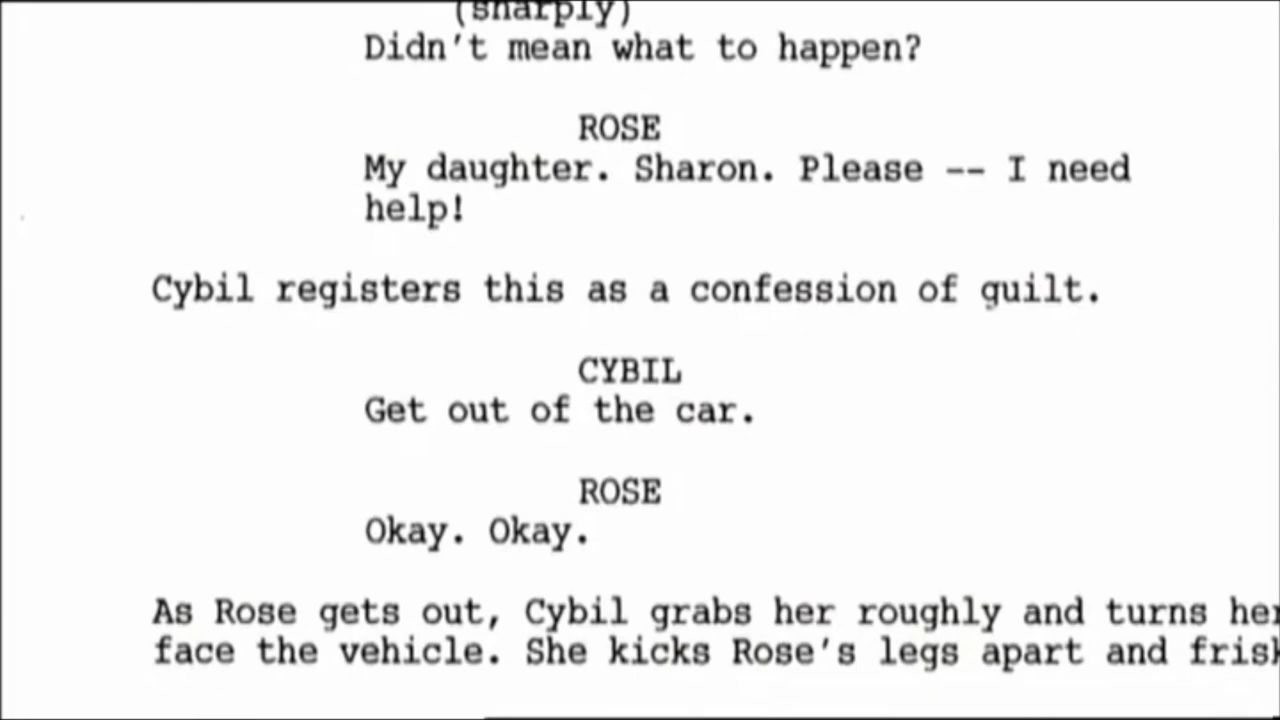 (sharply)
Didn't mean what to happen?
ROSE
My daughter. Sharon. Please -- I need
help!
Cybil registers this as a confession of guilt.
CYBIL
Get out of the car.
ROSE
Okay. Okay.
As Rose gets out, Cybil grabs her roughly and turns her
face the vehicle. She kicks Rose's legs apart and frisk